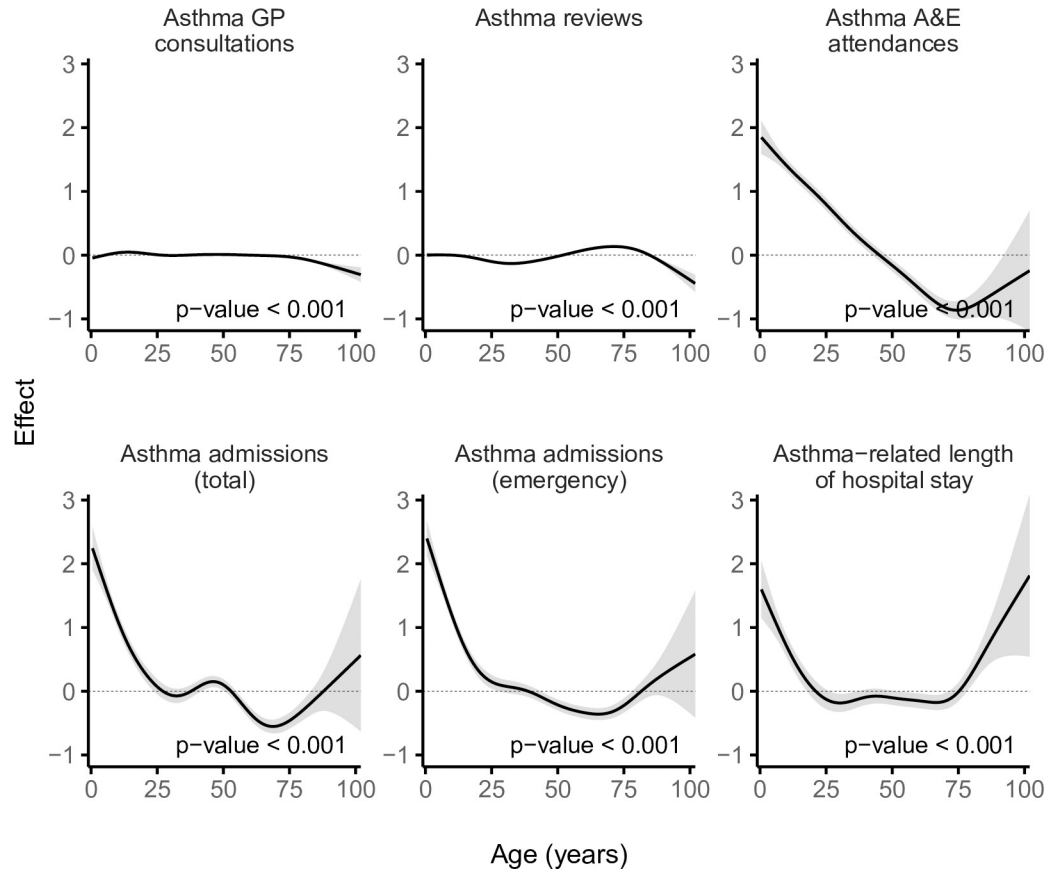 Asthma GP
consultations
Asthma reviews
Asthma A&E
attendances
3
2
1
0
−1
p-value < 0.001
0 25 50 75 100
3
2
1
0
−1
p-value < 0.001
0 25 50 75 100
3
2
1
0
−1
p-value < 0.001
0 25 50 75 100
Effect
Asthma admissions
(total)
Asthma admissions
(emergency)
Asthma−related length
of hospital stay
3
2
1
0
−1
p-value < 0.001
0 25 50 75 100
3
2
1
0
−1
p-value < 0.001
0 25 50 75 100
3
2
1
0
−1
p-value < 0.001
0 25 50 75 100
Age (years)